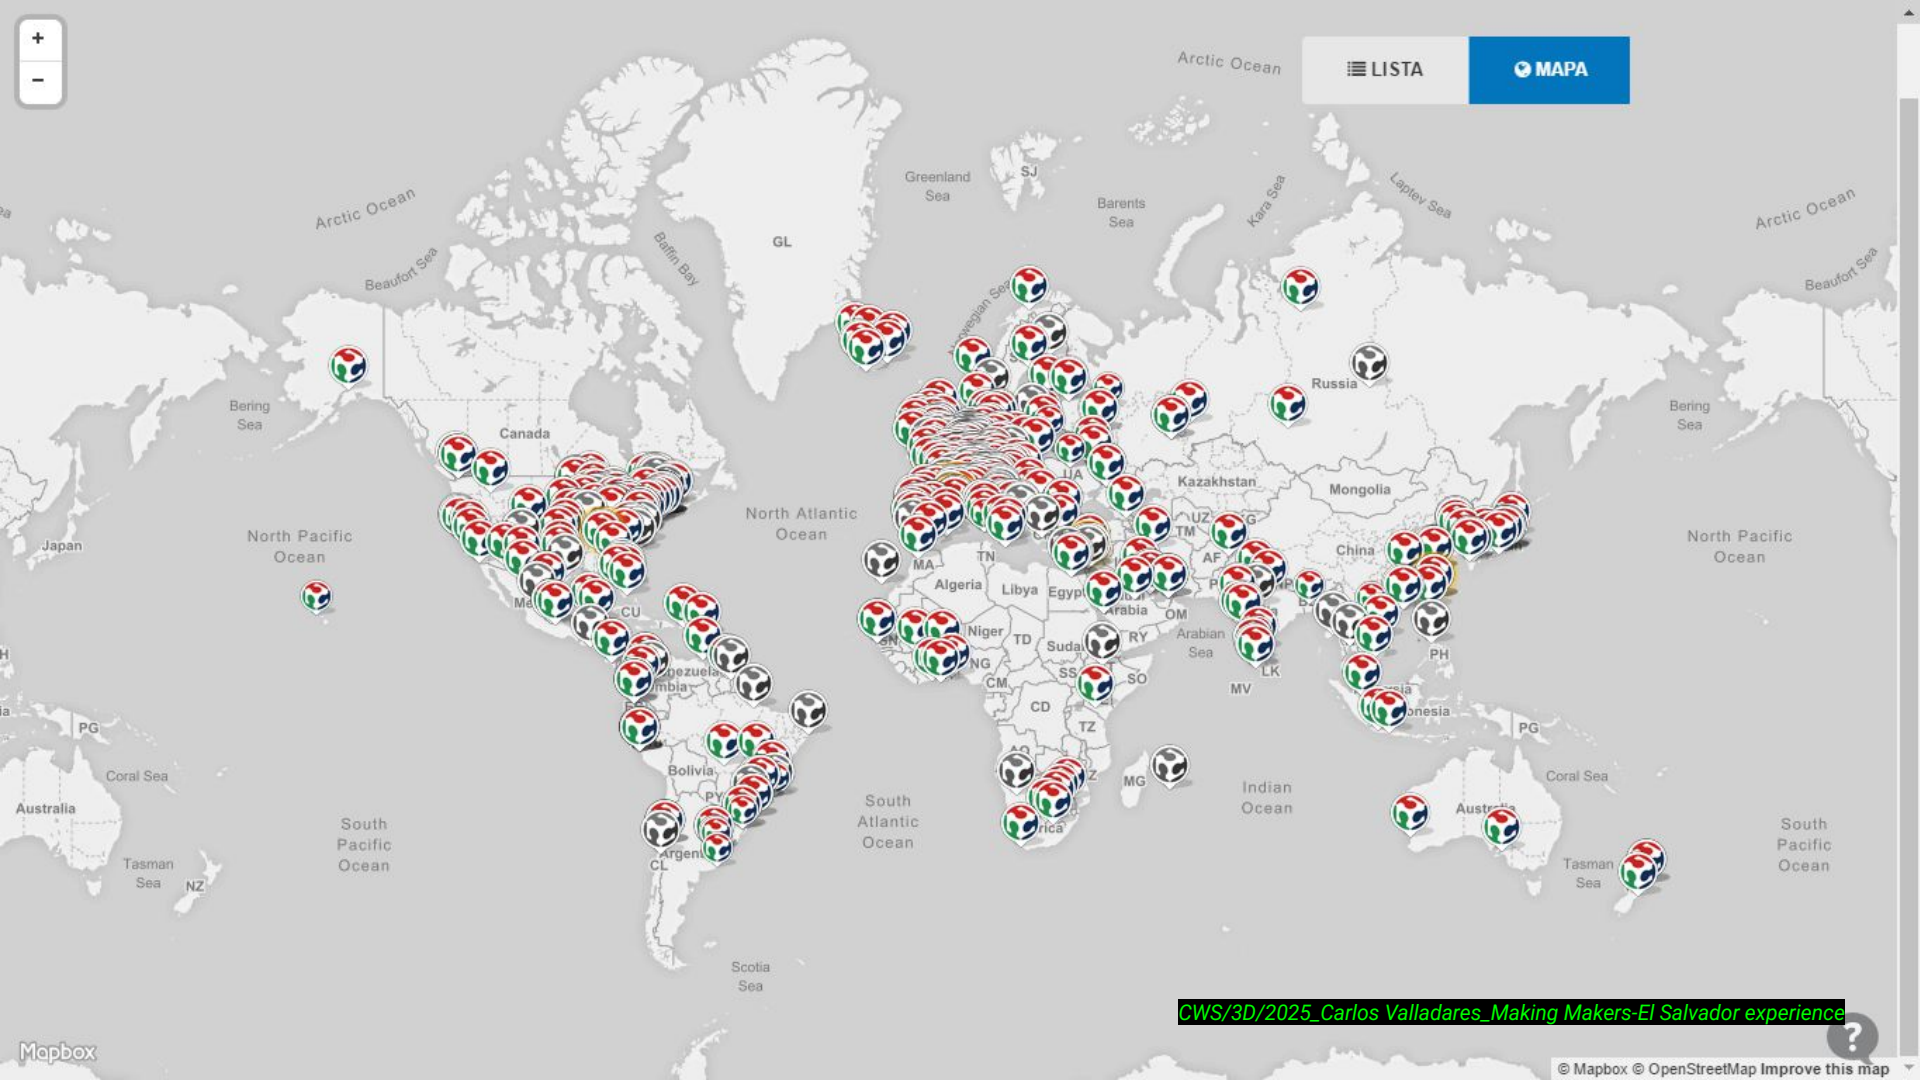 +
−
LISTA
MAPA
Arctic Ocean
Greenland
Sea
SJ
Barents
Sea
Kara Sea
Laptev Sea
Arctic Ocean
Arctic Ocean
Beaufort Sea
Baffin Bay
GL
Beaufort Sea
Bering
Sea
Canada
Russia
Bering
Sea
Japan
North Pacific
Ocean
North Atlantic
Ocean
UA
Kazakhstan
Mongolia
North Pacific
Ocean
UZ
TM
AF
China
MA
TN
Algeria
Libya
Egypt
CU
Arabia
OM
Niger
TD
RY
Arabian
Sea
NG
CM
SS
SO
LK
MV
PH
CD
TZ
PG
PG
Coral Sea
Coral Sea
Bolivia
PY
MG
Indian
Ocean
Australia
Australia
South
Pacific
Ocean
South
Atlantic
Ocean
South
Pacific
Ocean
CL
Tasman
Sea
NZ
Tasman
Sea
Scotia
Sea
CWS/3D/2025_Carlos Valladares_Making Makers-El Salvador experience
?
Mapbox
© Mapbox © OpenStreetMap Improve this map